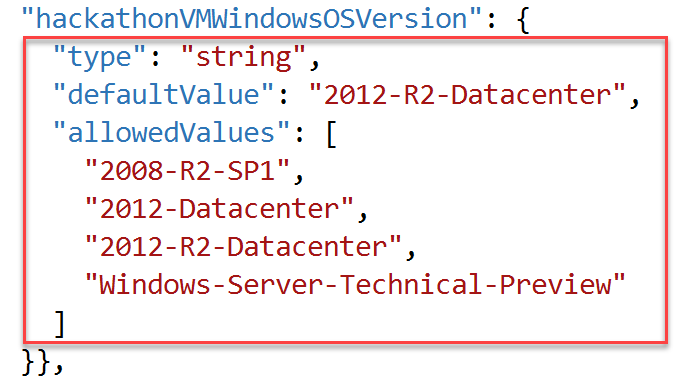 "hackathonVMWindowsOSVersion": {
"type": "string",
"defaultValue": "2012-R2-Datacenter",
"allowedValues": [
"2008-R2-SP1",
"2012-Datacenter",
"2012-R2-Datacenter",
"Windows-Server-Technical-Preview"
]
}},